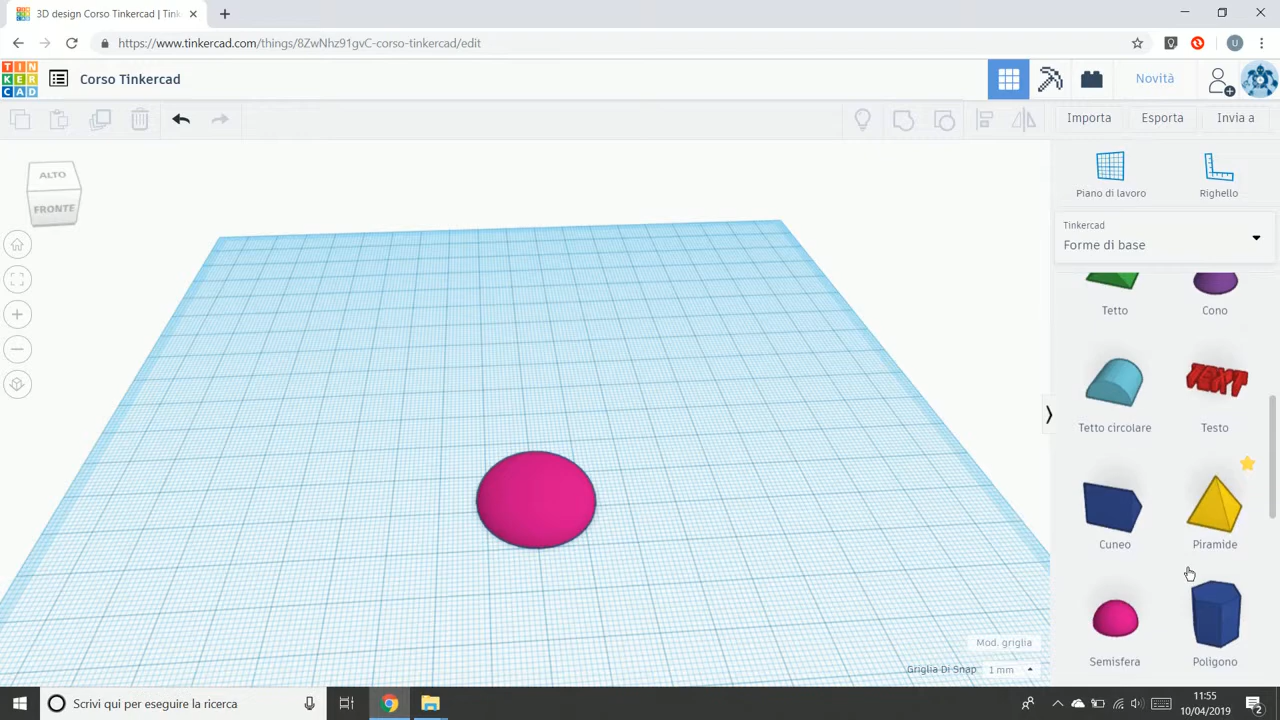 3D design Corso Tinkercad | Tink
https://www.tinkercad.com/things/8ZwNhz91gvC-corso-tinkercad/edit
U
TIN
KER
CAD
Corso Tinkercad
Novità
Importa
Esporta
Invia a
ALTO
FRONTE
Piano di lavoro
Righello
Tinkercad
Forme di base
Tetto
Cono
TEXT
Tetto circolare
Testo
Cuneo
Piramide
Semisfera
Poligono
Mod. griglia
Griglia Di Snap
1 mm
Scrivi qui per eseguire la ricerca
11:55
10/04/2019
2